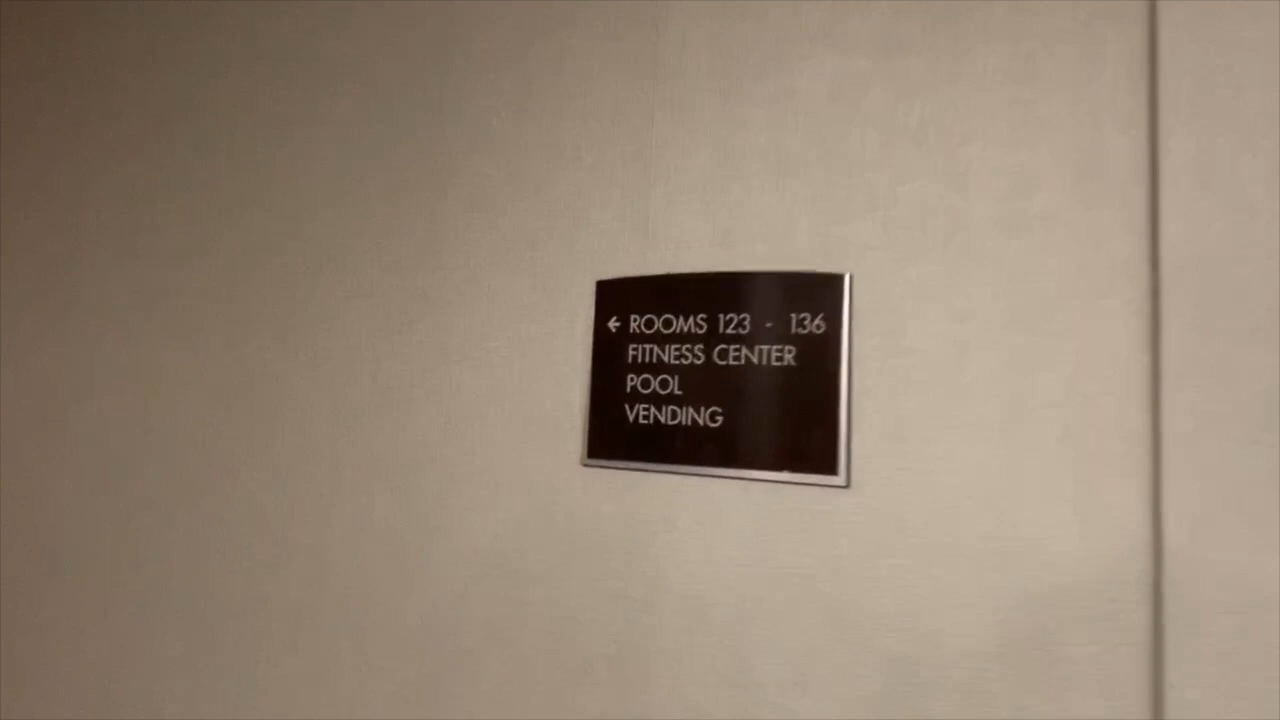 ← ROOMS 123 - 136
FITNESS CENTER
POOL
VENDING